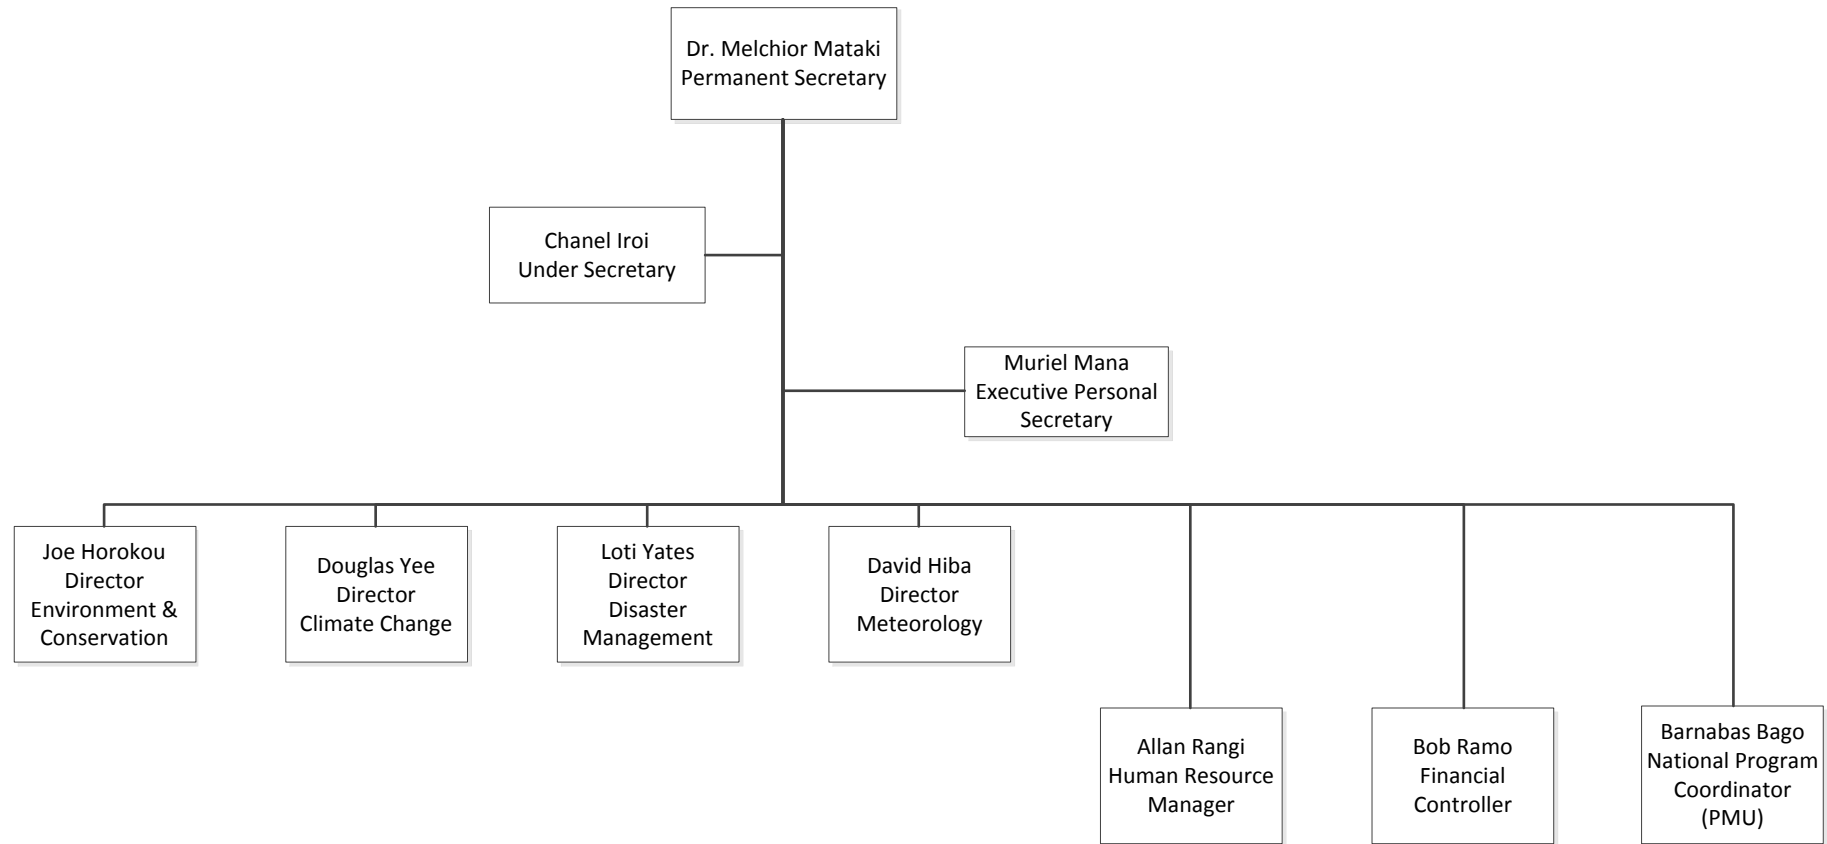 Dr. Melchior Mataki
Permanent Secretary
Chanel Iroi
Under Secretary
Muriel Mana
Executive Personal
Secretary
Joe Horokou
Director
Environment &
Conservation
Douglas Yee
Director
Climate Change
Loti Yates
Director
Disaster
Management
David Hiba
Director
Meteorology
Allan Rangi
Human Resource
Manager
Bob Ramo
Financial
Controller
Barnabas Bago
National Program
Coordinator
(PMU)